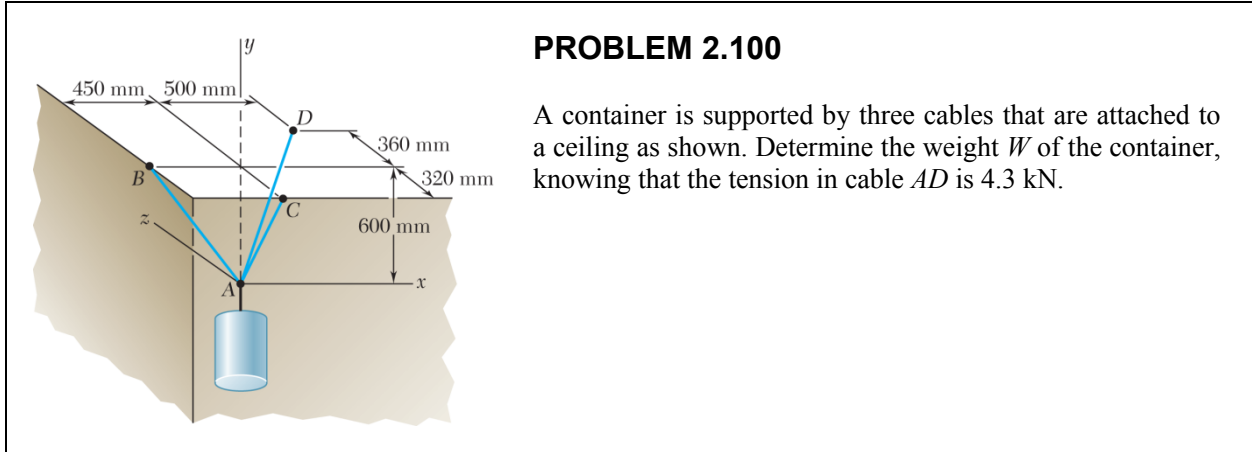 PROBLEM 2.100
A container is supported by three cables that are attached to
a ceiling as shown. Determine the weight W of the container,
knowing that the tension in cable AD is 4.3 kN.
y
450 mm 500 mm
D
360 mm
B
320 mm
C
z
600 mm
A
x